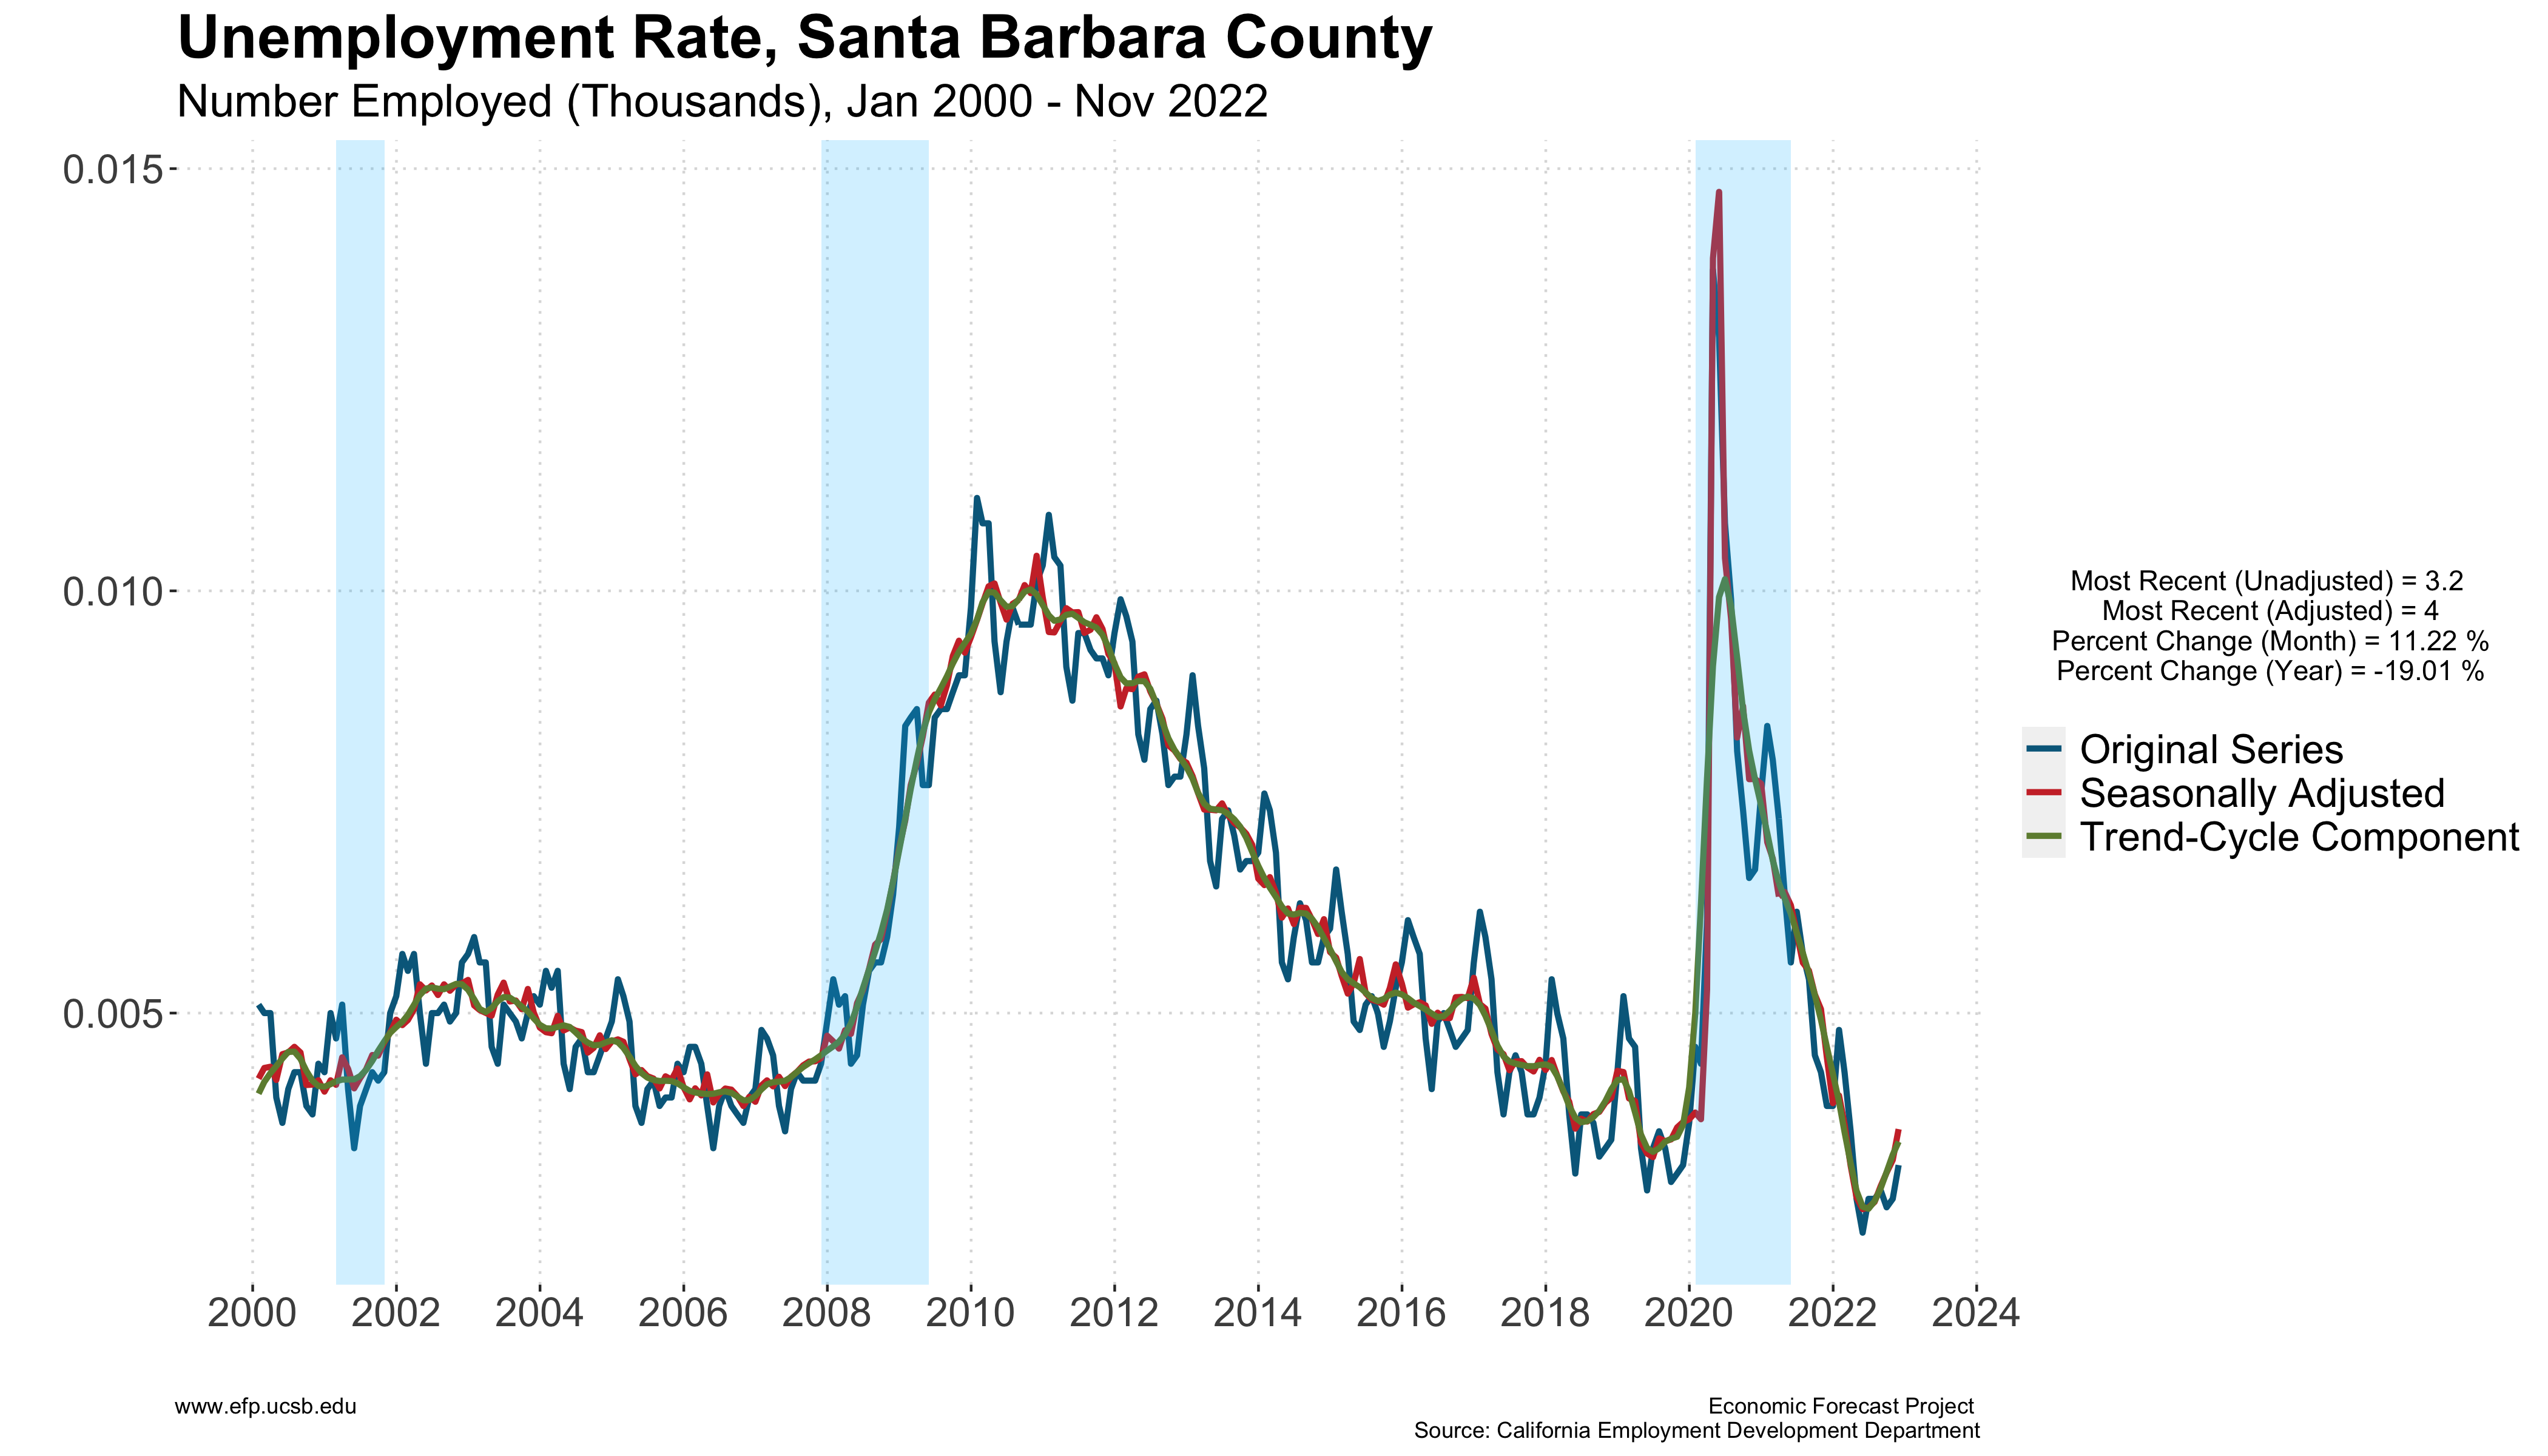 Unemployment Rate, Santa Barbara County
Number Employed (Thousands), Jan 2000 - Nov 2022
0.015
0.010
0.005
2000 2002 2004 2006 2008 2010 2012 2014 2016 2018 2020 2022 2024
Most Recent (Unadjusted) = 3.2
Most Recent (Adjusted) = 4
Percent Change (Month) = 11.22 %
Percent Change (Year) = -19.01 %
Original Series
Seasonally Adjusted
Trend-Cycle Component
www.efp.ucsb.edu
Economic Forecast Project
Source: California Employment Development Department